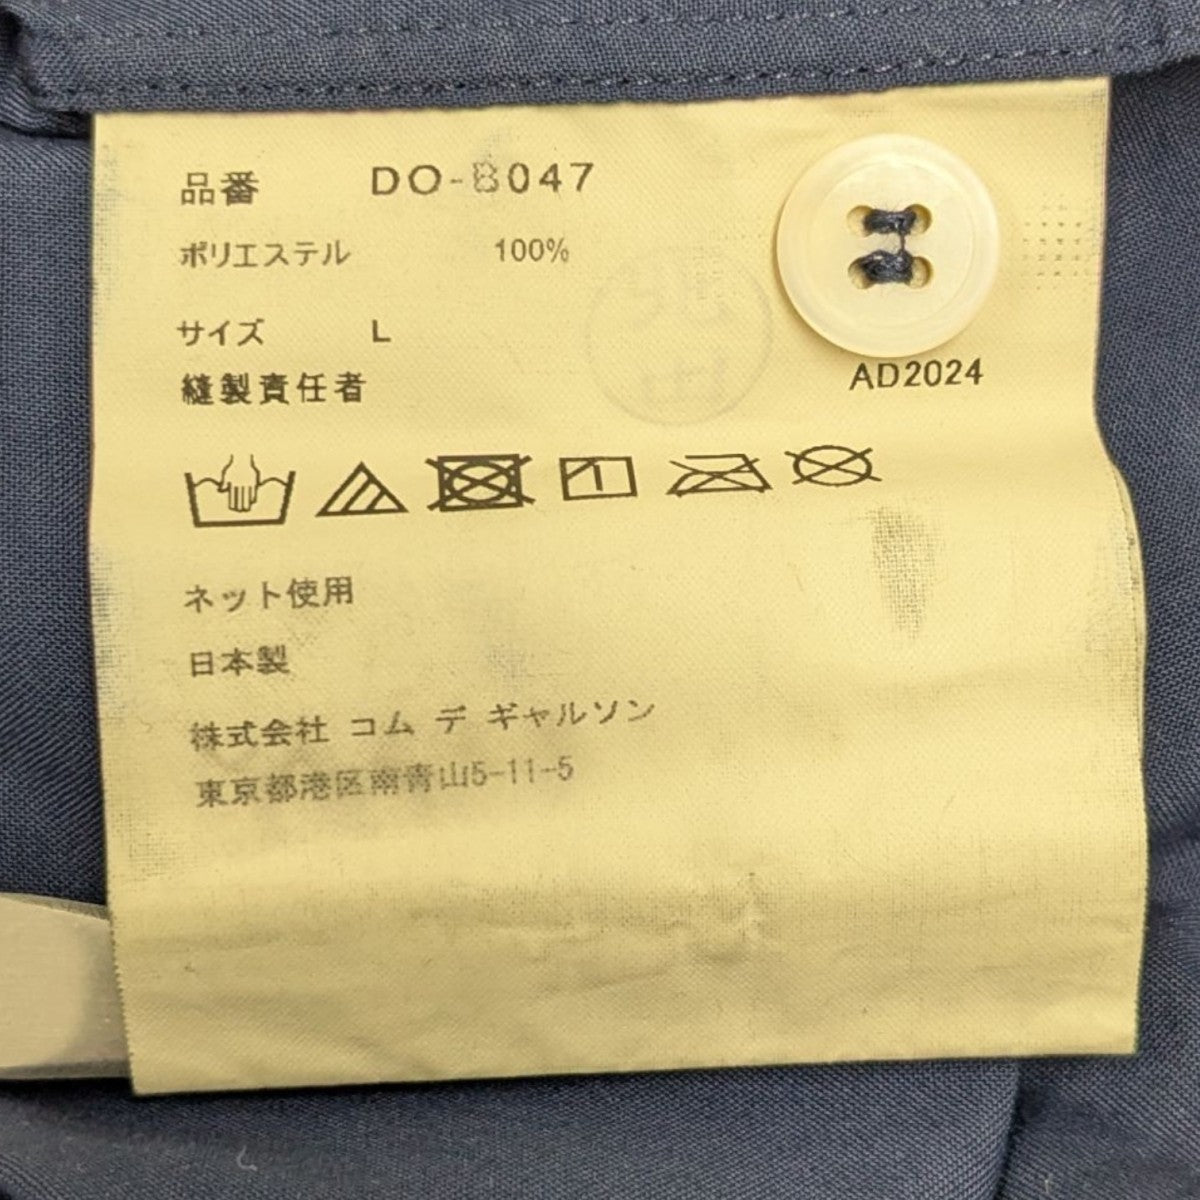 品番 DO-B047
ポリエステル 100%
サイズ L
縫製責任者
AD2024
ネット使用
日本製
株式会社 コム デ ギャルソン
東京都港区南青山5-11-5